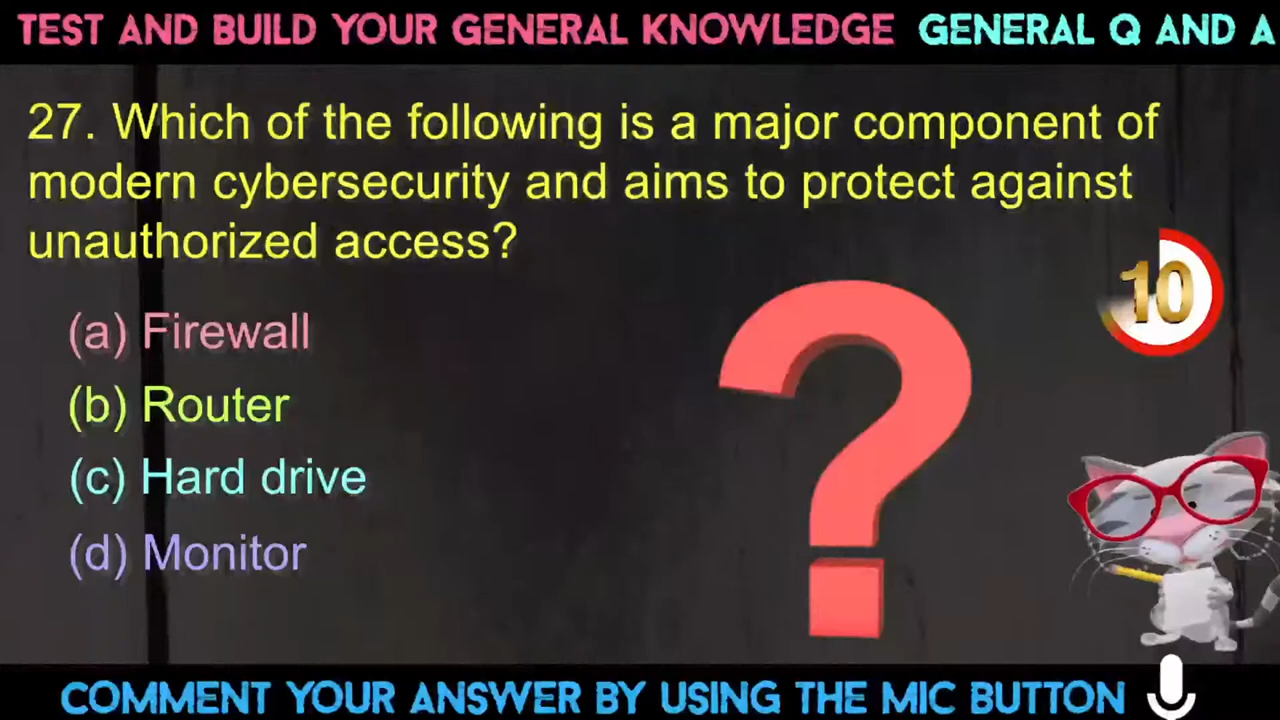 TEST AND BUILD YOUR GENERAL KNOWLEDGE GENERAL Q AND A
27. Which of the following is a major component of
modern cybersecurity and aims to protect against
unauthorized access?
10
(a) Firewall
(b) Router
(c) Hard drive
(d) Monitor
COMMENT YOUR ANSWER BY USING THE MIC BUTTON